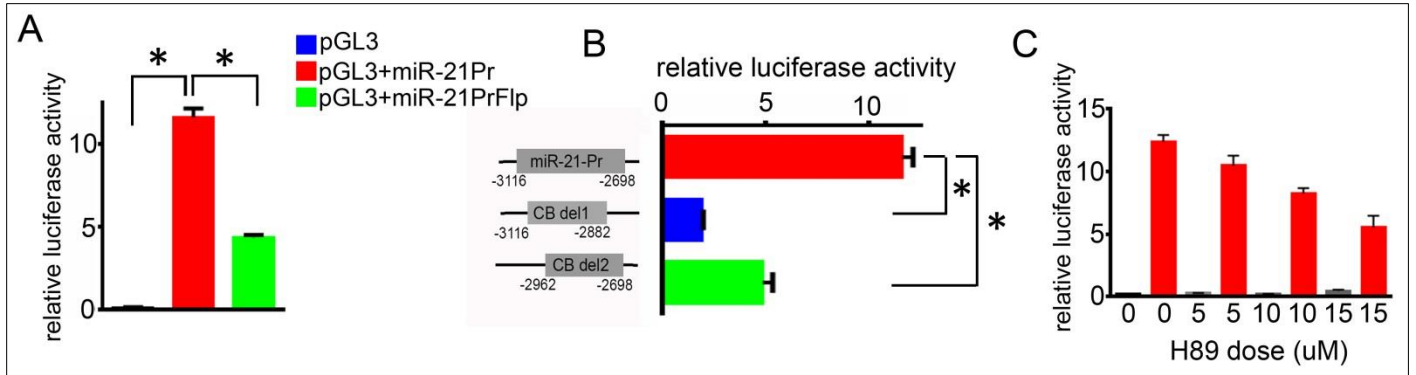 A
relative luciferase activity
10
5
0
*
*
pGL3
pGL3+miR-21Pr
pGL3+miR-21PrFlp
B
relative luciferase activity
0 5 10
miR-21-Pr
-3116 -2698
CB del1
-3116 -2882
CB del2
-2962 -2698
*
*
C
relative luciferase activity
15
10
5
0
0 0 5 5 10 10 15 15
H89 dose (uM)